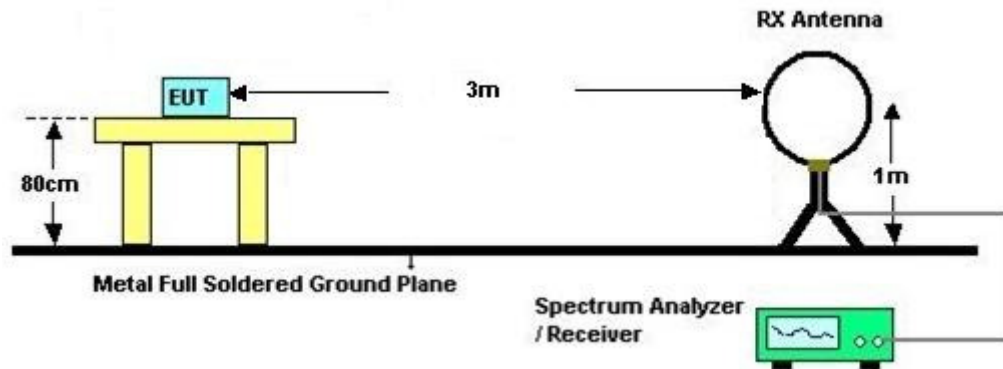 RX Antenna
EUT
3m
80cm
1m
Metal Full Soldered Ground Plane
Spectrum Analyzer
/ Receiver